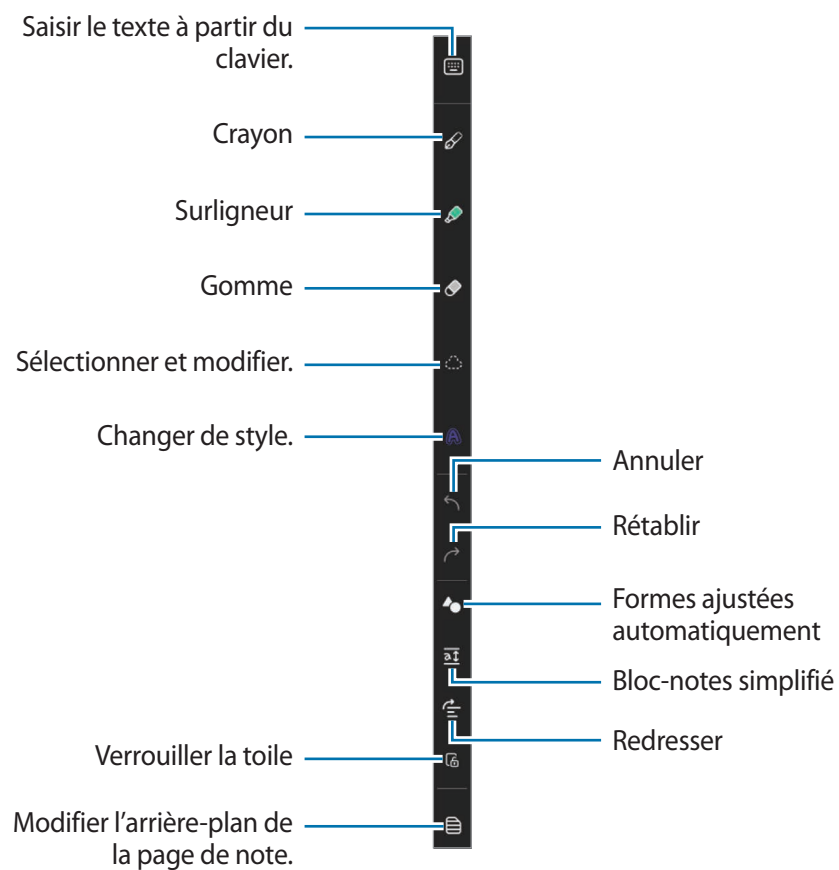 Saisir le texte à partir du
clavier.
Crayon
Surligneur
Gomme
Sélectionner et modifier.
Changer de style.
Annuler
Rétablir
Formes ajustées
automatiquement
Bloc-notes simplifié
Redresser
Verrouiller la toile
Modifier l'arrière-plan de
la page de note.